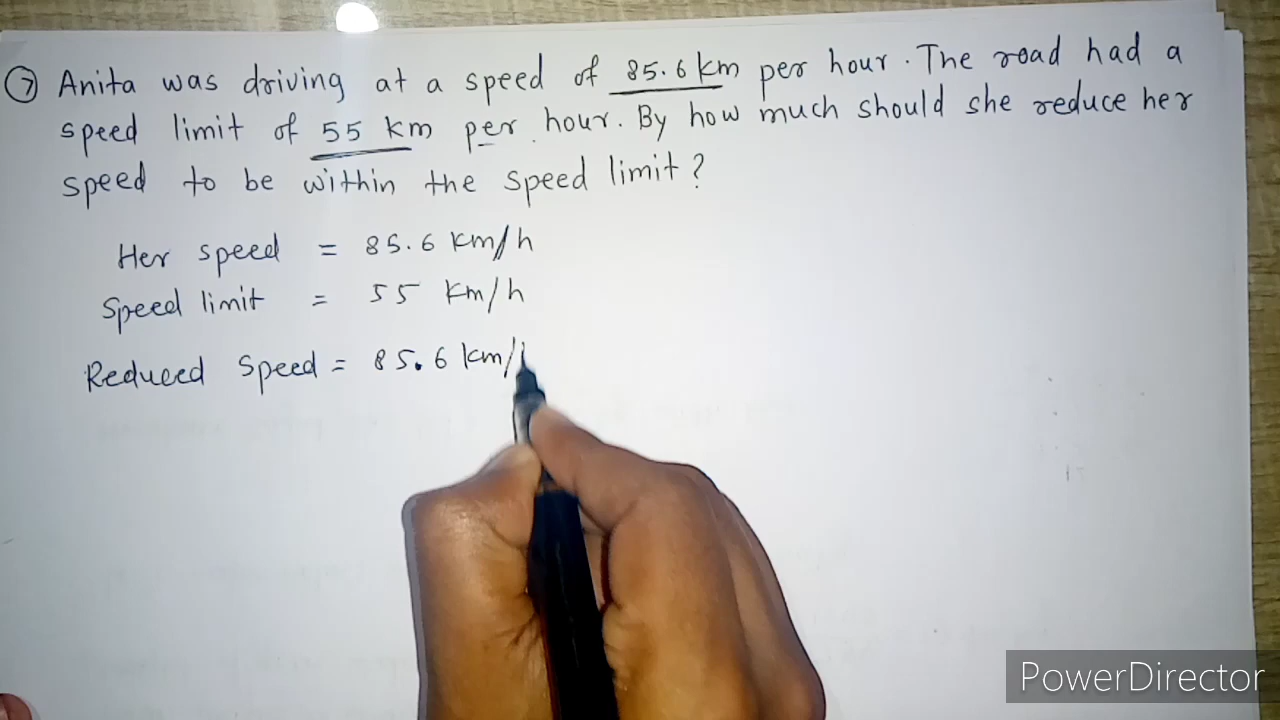 7 Anita was driving at a speed of 85.6 km per hour. The road had a
speed limit of 55 km per hour. By how much should she reduce her
speed to be within the speed limit?
Her speed = 85.6 km/h
Speed limit = 55 km/h
Reduced Speed = 85.6 km/
PowerDirector